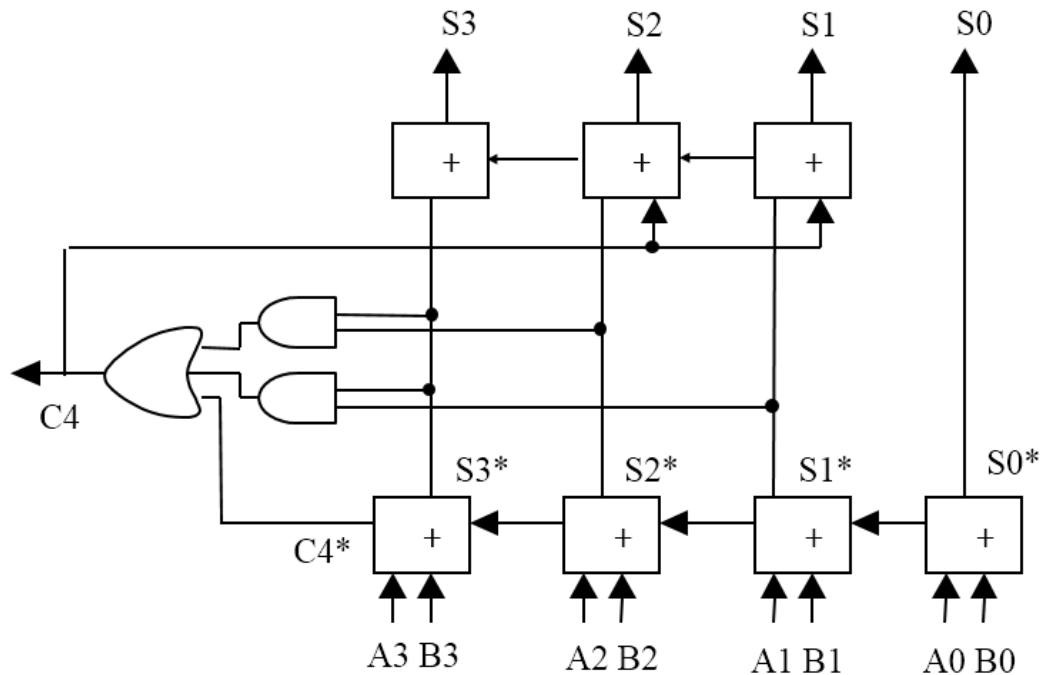 S3 S2 S1 S0
+ + +
C4
S3* S2* S1* S0*
+ + + +
C4*
A3 B3 A2 B2 A1 B1 A0 B0